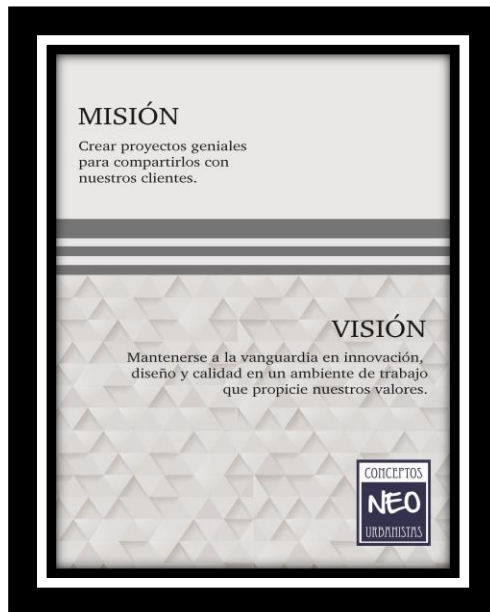 MISIÓN
Crear proyectos geniales
para compartirlos con
nuestros clientes.
VISIÓN
Mantenerse a la vanguardia en innovación,
diseño y calidad en un ambiente de trabajo
que propicie nuestros valores.
CONCEPTOS
NEO
URBANISTAS